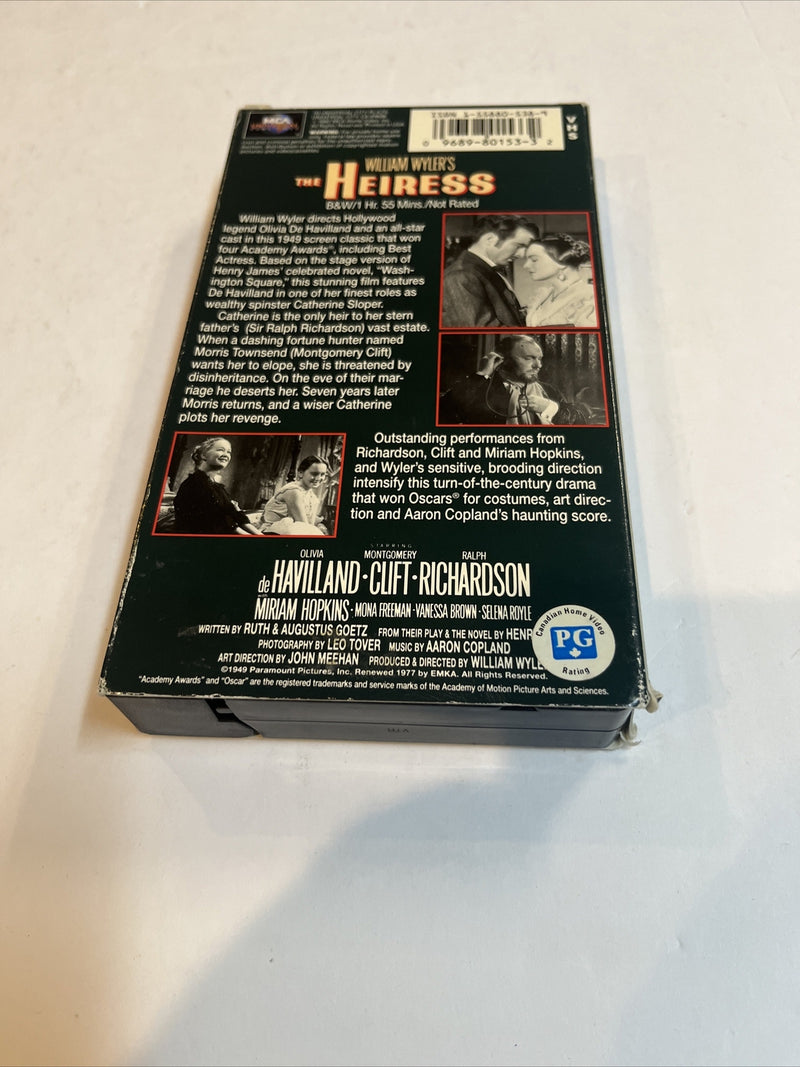 MCA
WARNING: For private home use
ISBN 1-55880-338-9
0 9689-80153-3 2
VHS
WILLIAM WYLER'S
THE HEIRESS
B&W/1 Hr. 55 Mins./Not Rated
William Wyler directs Hollywood
legend Olivia De Havilland and an all-star
cast in this 1949 screen classic that won
four Academy Awards®, including Best
Actress. Based on the stage version of
Henry James' celebrated novel, "Wash-
ington Square," this stunning film features
De Havilland in one of her finest roles as
wealthy spinster Catherine Sloper.
Catherine is the only heir to her stern
father's (Sir Ralph Richardson) vast estate.
When a dashing fortune hunter named
Morris Townsend (Montgomery Clift)
wants her to elope, she is threatened by
disinheritance. On the eve of their mar-
riage he deserts her. Seven years later
Morris returns, and a wiser Catherine
plots her revenge.
Outstanding performances from
Richardson, Clift and Miriam Hopkins,
and Wyler's sensitive, brooding direction
intensify this turn-of-the-century drama
that won Oscars® for costumes, art direc-
tion and Aaron Copland's haunting score.
STARRING
OLIVIA MONTGOMERY RALPH
de HAVILLAND · CLIFT · RICHARDSON
MIRIAM HOPKINS · MONA FREEMAN · VANESSA BROWN · SELENA ROYLE
WRITTEN BY RUTH & AUGUSTUS GOETZ FROM THEIR PLAY & THE NOVEL BY HENR
PHOTOGRAPHY BY LEO TOVER MUSIC BY AARON COPLAND
ART DIRECTION BY JOHN MEEHAN PRODUCED & DIRECTED BY WILLIAM WYL
©1949 Paramount Pictures, Inc. Renewed 1977 by EMKA. All Rights Reserved.
"Academy Awards" and "Oscar" are the registered trademarks and service marks of the Academy of Motion Picture Arts and Sciences.
Canadian Home Video
PG
Rating